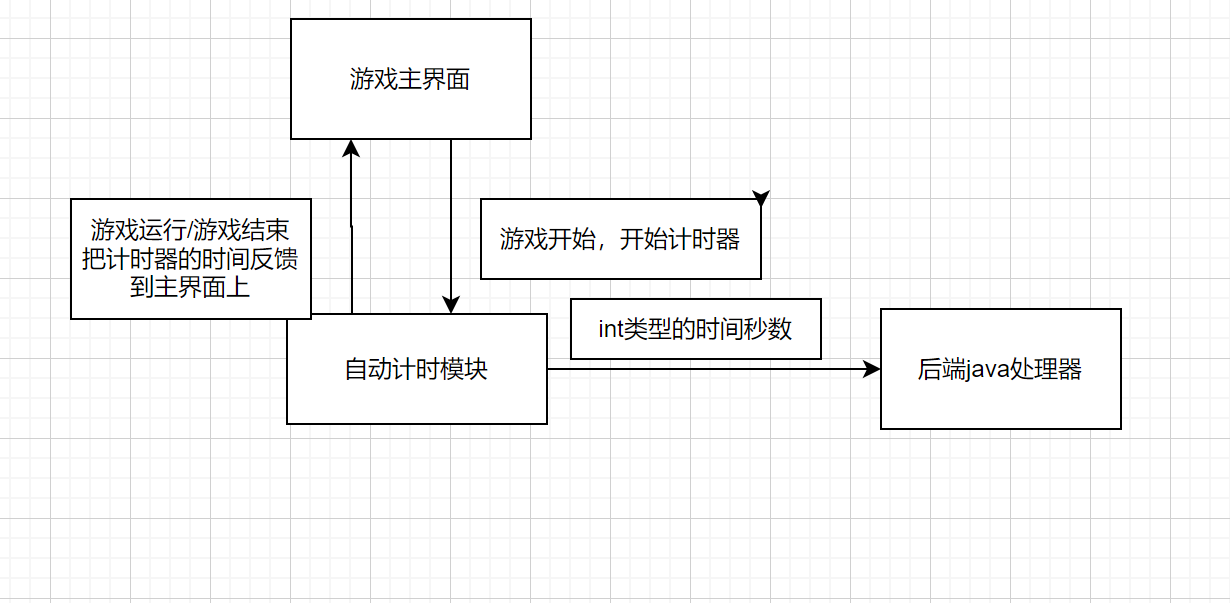 游戏主界面
游戏运行/游戏结束
把计时器的时间反馈
到主界面上
游戏开始，开始计时器
int类型的时间秒数
自动计时模块
后端java处理器